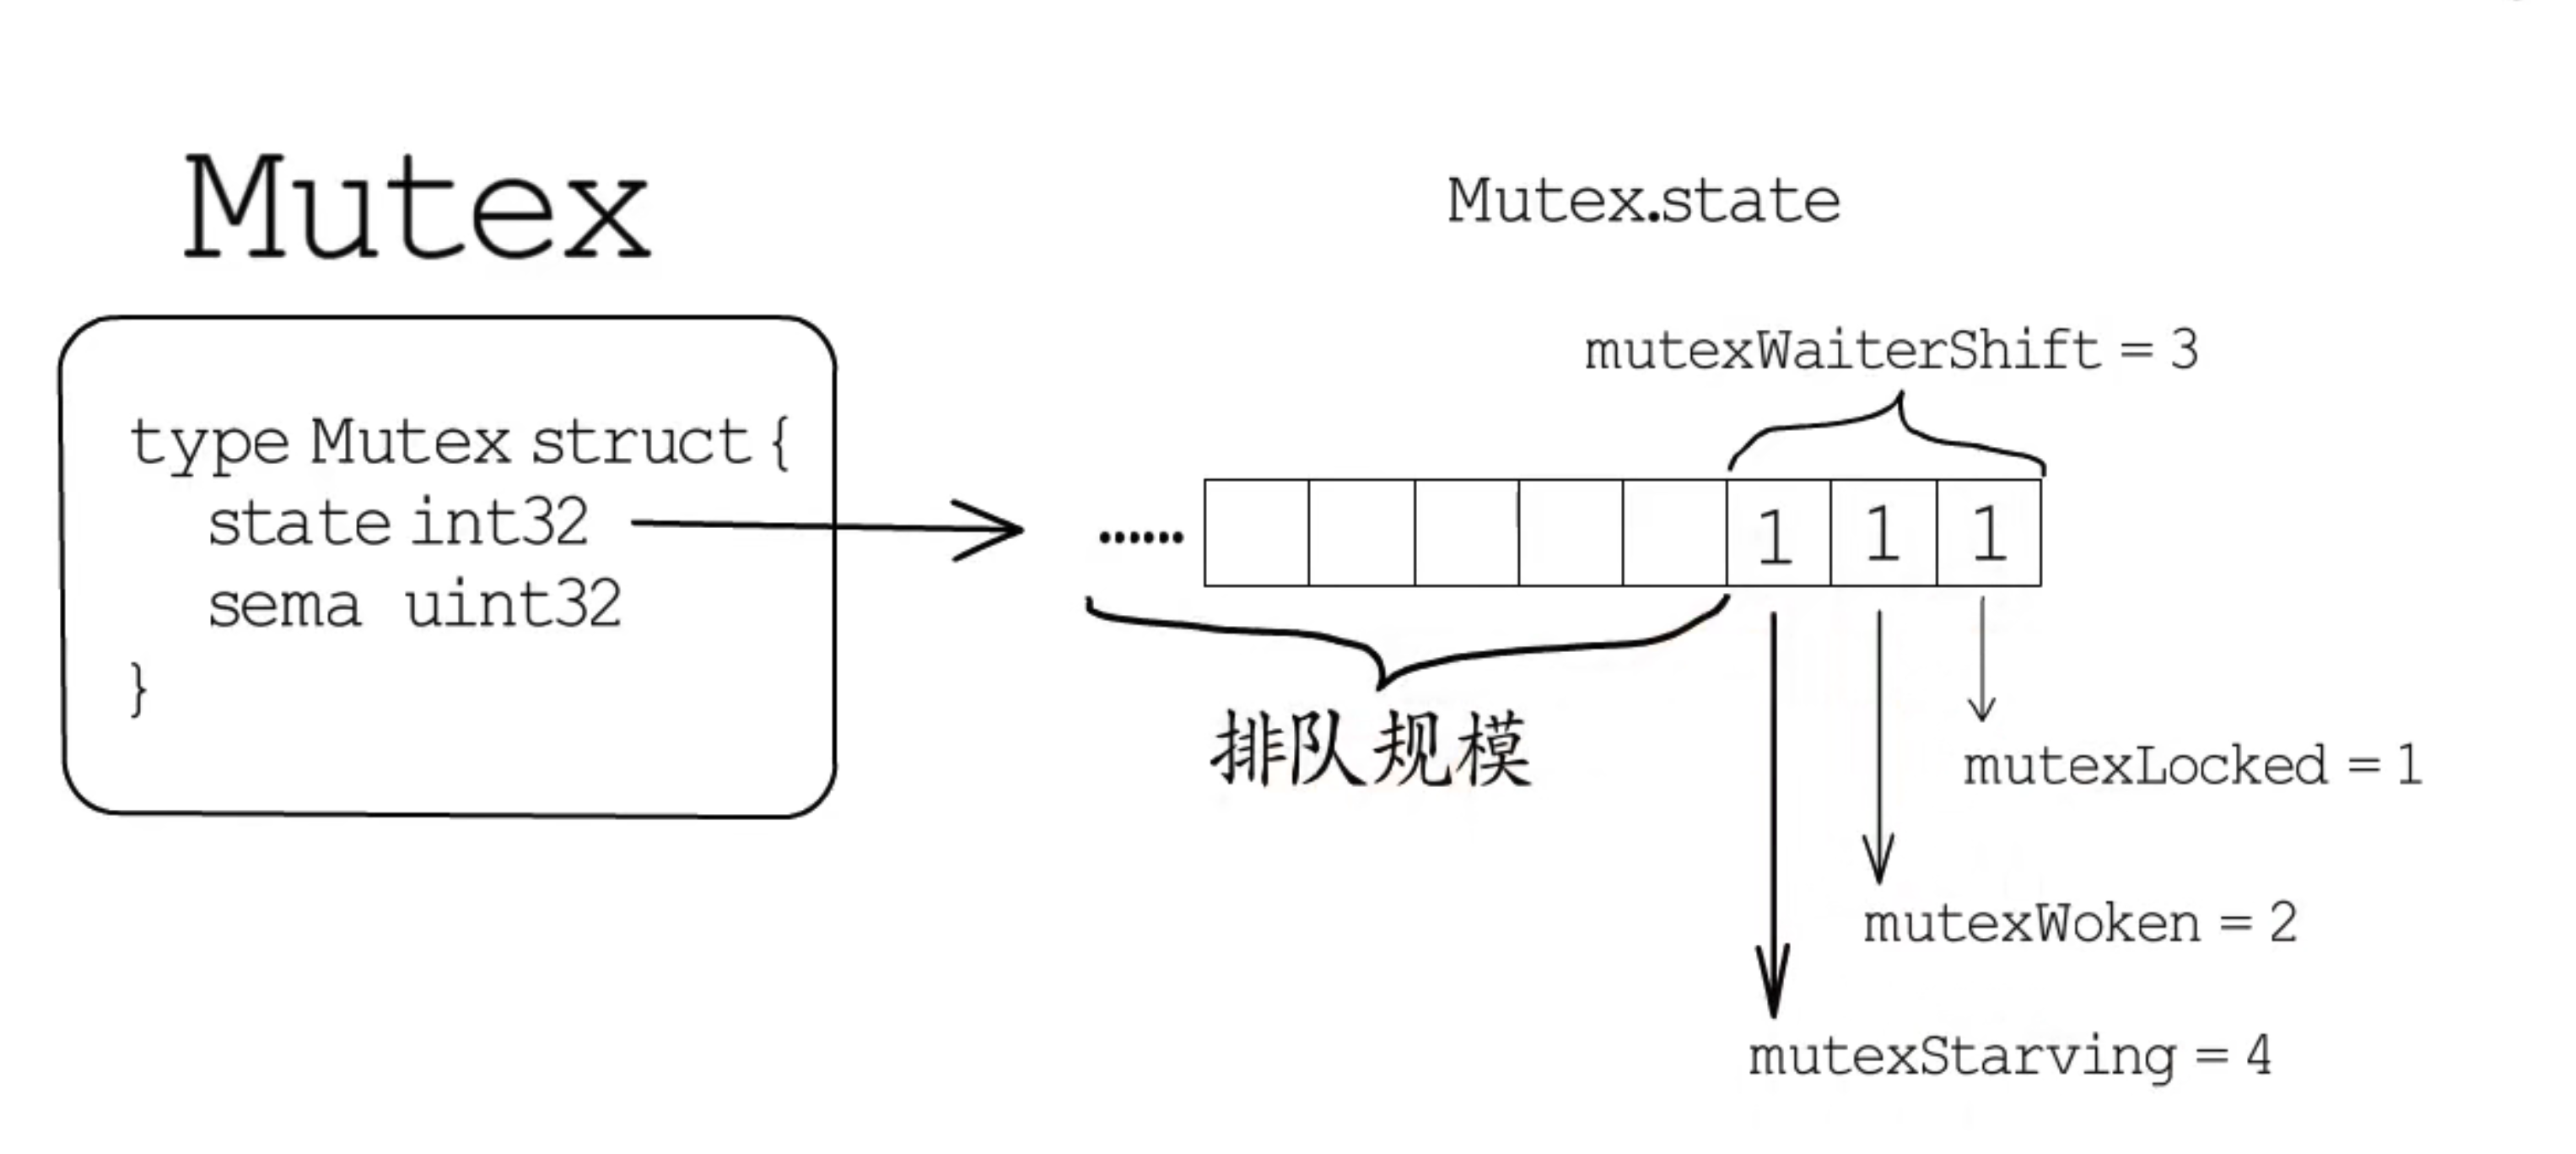 Mutex
type Mutex struct {
state int32
sema uint32
}
Mutex.state
mutexWaiterShift = 3
...... 1 1 1
排队规模
mutexLocked = 1
mutexWoken = 2
mutexStarving = 4